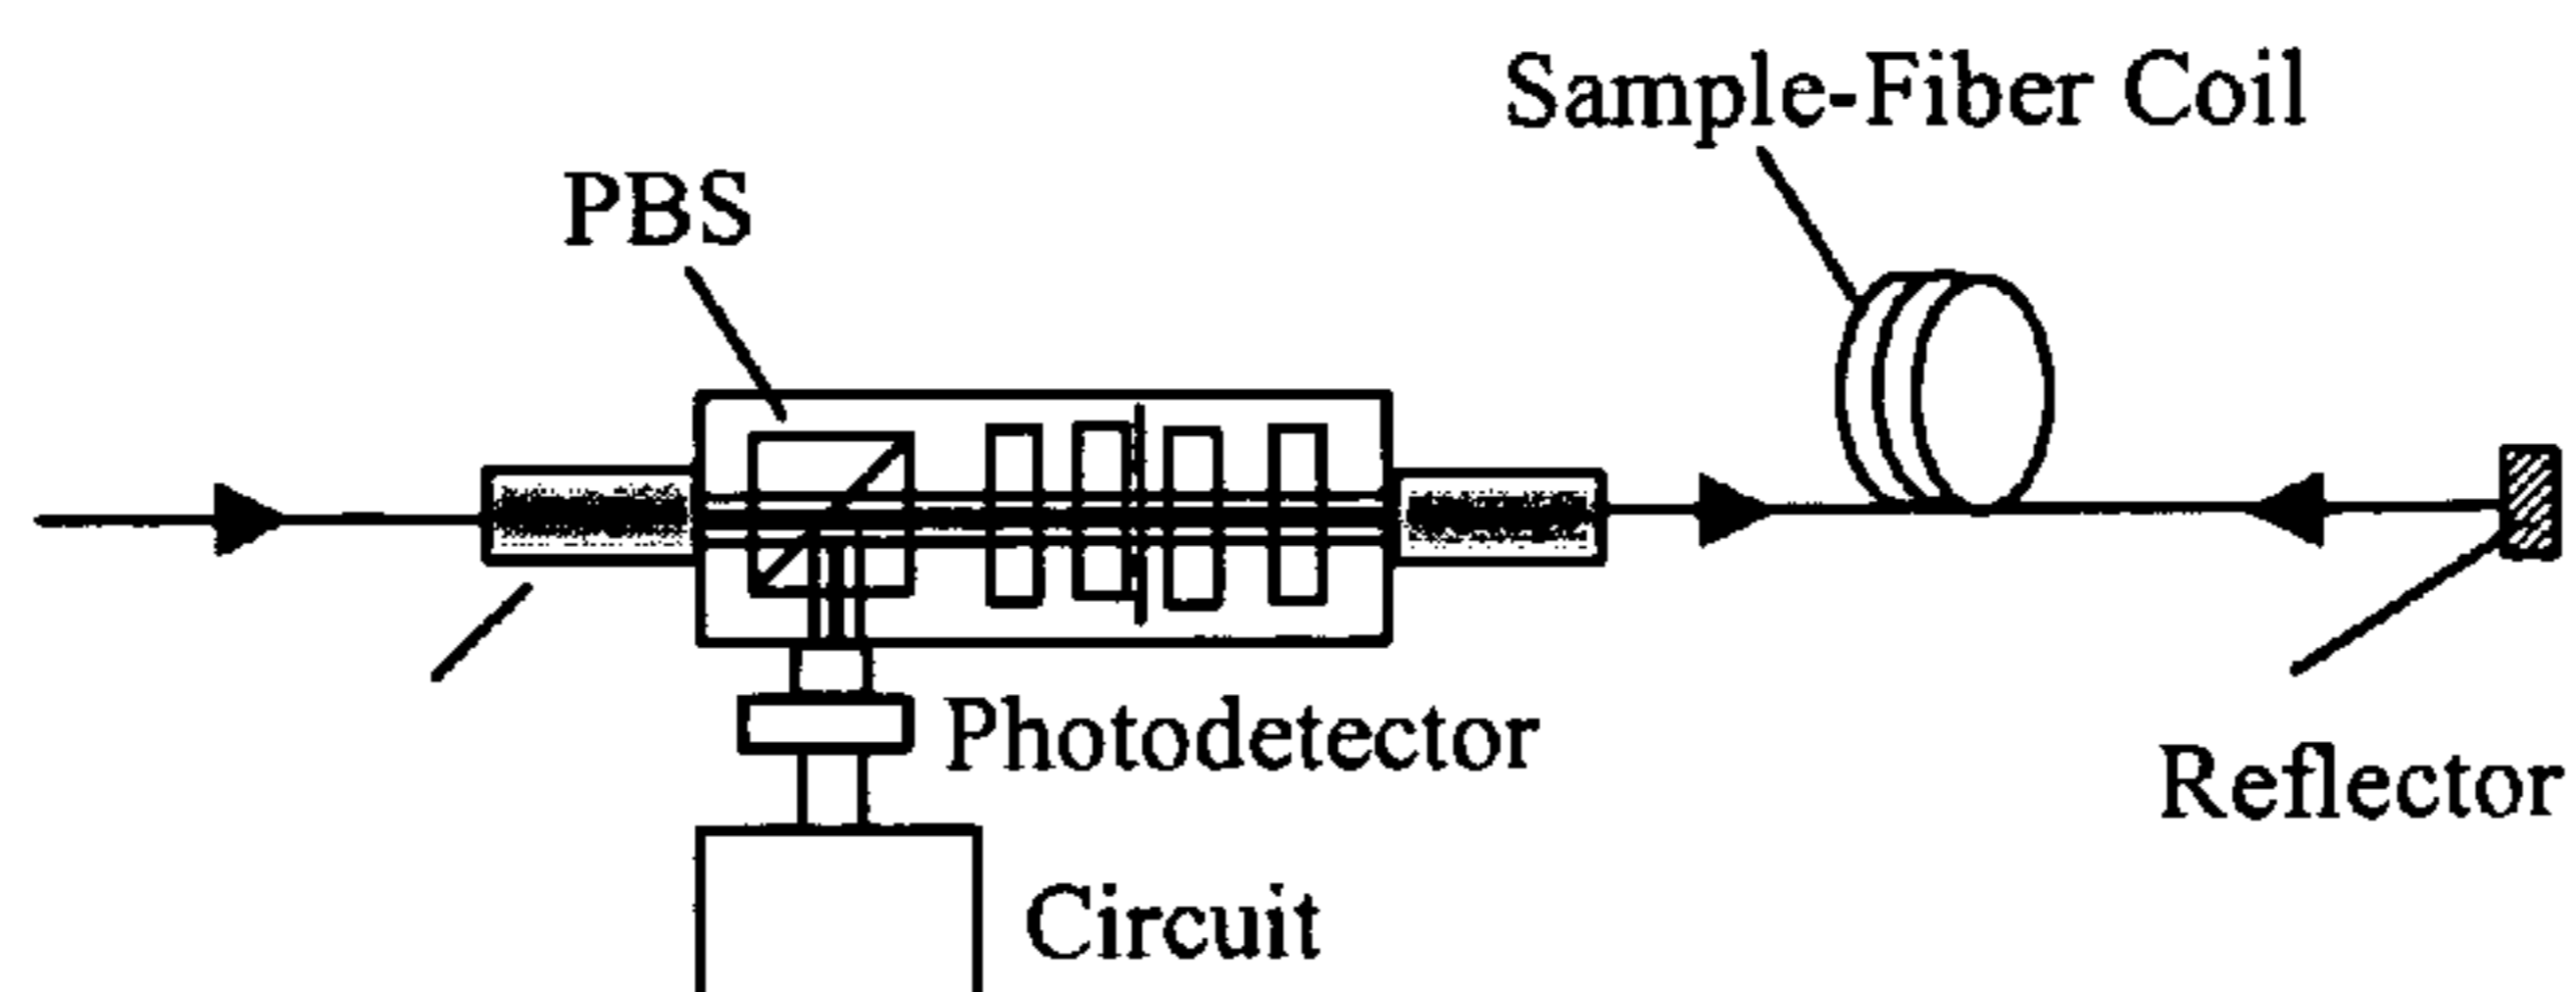 Sample-Fiber Coil
PBS
Photodetector
Reflector
Circuit